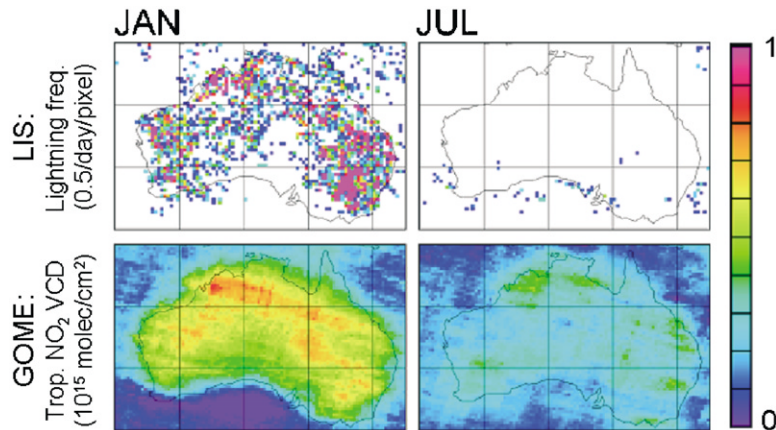 JAN
JUL
LIS:
Lightning freq.
(0.5/day/pixel)
GOME:
Trop. NO₂ VCD
(10¹⁵ molec/cm²)
1
0